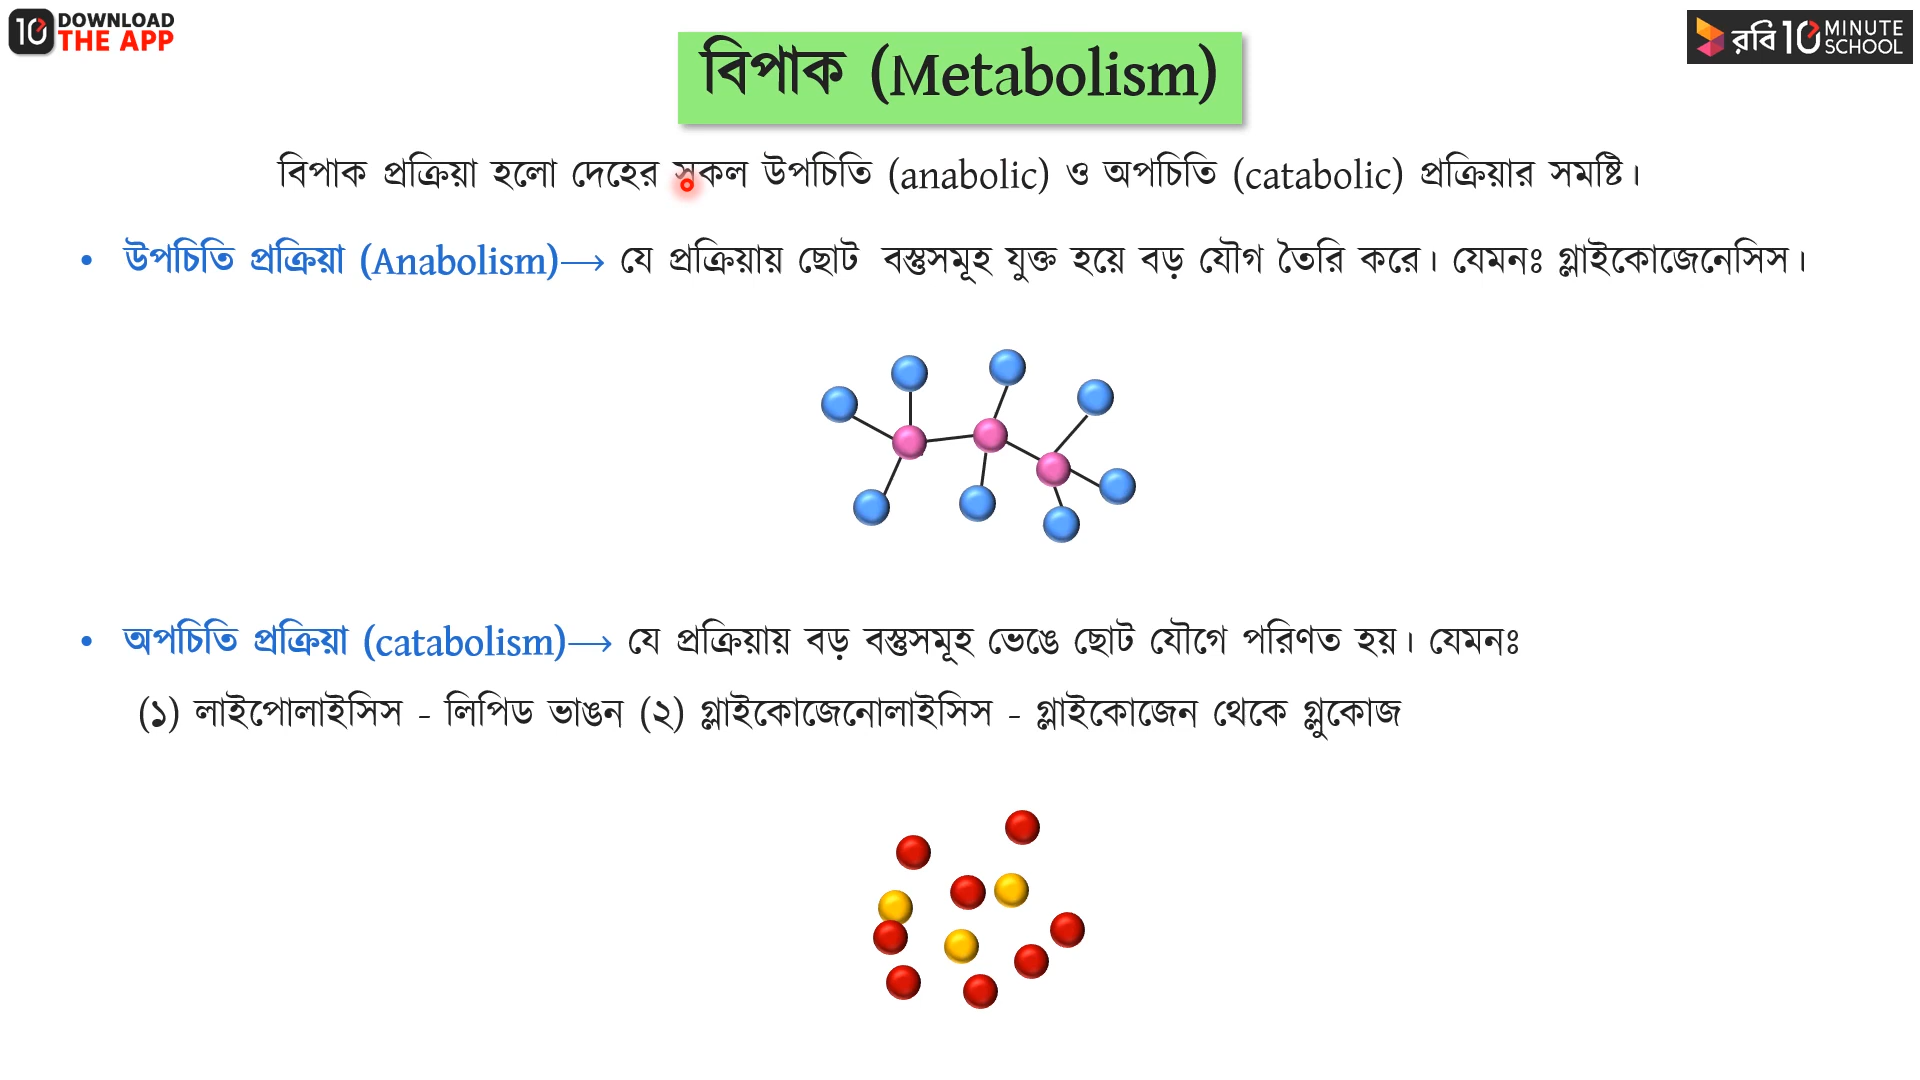 10 DOWNLOAD THE APP
রবি 10 MINUTE SCHOOL
বিপাক (Metabolism)
বিপাক প্রক্রিয়া হলো দেহের সকল উপচিতি (anabolic) ও অপচিতি (catabolic) প্রক্রিয়ার সমষ্টি।
• উপচিতি প্রক্রিয়া (Anabolism)⟶ যে প্রক্রিয়ায় ছোট বস্তুসমূহ যুক্ত হয়ে বড় যৌগ তৈরি করে। যেমনঃ গ্লাইকোজেনেসিস।
• অপচিতি প্রক্রিয়া (catabolism)⟶ যে প্রক্রিয়ায় বড় বস্তুসমূহ ভেঙে ছোট যৌগে পরিণত হয়। যেমনঃ
(১) লাইপোলাইসিস - লিপিড ভাঙন (২) গ্লাইকোজেনোলাইসিস - গ্লাইকোজেন থেকে গ্লুকোজ